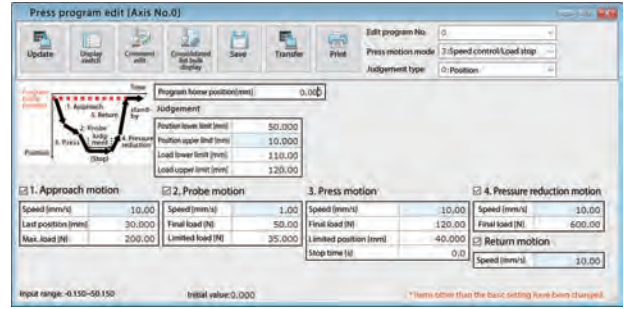 Press program edit (Axis No.0)
Update
Display switch
Comment edit
Consolidated list bulk display
Save
Transfer
Print
Edit program No. 0
Press motion mode 3:Speed control/Load stop
Judgement type 0: Position
Program home position
Time
1. Approach
5. Return
stand-by
2. Probe
3. Press
Judg ment
4. Pressure reduction
(Stop)
Position
Program home position(mm) 0.000
Judgement
Position lower limit (mm) 50.000
Position upper limit (mm) 10.000
Load lower limit (mm) 110.00
Load upper limit (mm) 120.00
1. Approach motion
Speed (mm/s) 10.00
Last position (mm) 30.000
Max. load (N) 200.00
2. Probe motion
Speed (mm/s) 1.00
Final load (N) 50.00
Limited load (N) 35.000
3. Press motion
Speed (mm/s) 10.00
Final load (N) 120.00
Limited position (mm) 40.000
Stop time (s) 0.0
4. Pressure reduction motion
Speed (mm/s) 10.00
Final load (N) 600.00
Return motion
Speed (mm/s) 10.00
Input range: -0.150~50.150
Initial value:0.000
* Items other than the basic setting have been changed.